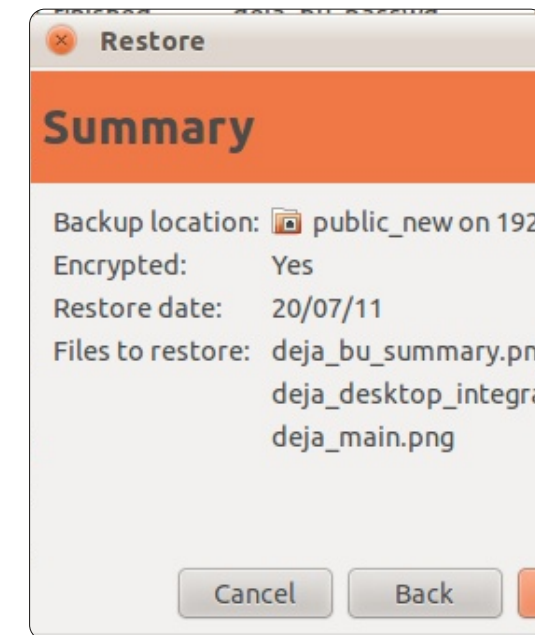 Restore
Summary
Backup location: public_new on 192
Encrypted: Yes
Restore date: 20/07/11
Files to restore: deja_bu_summary.pn
deja_desktop_integra
deja_main.png
Cancel Back